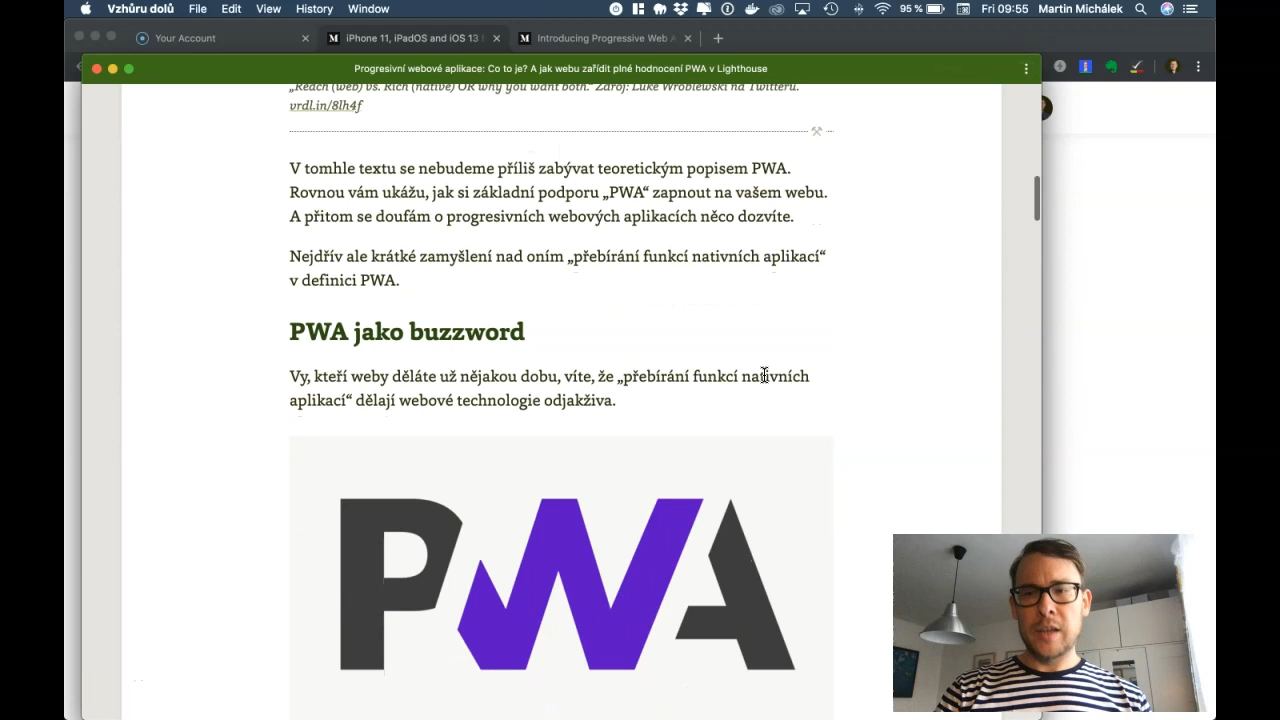 Vzhůru dolů File Edit View History Window 95 % Fri 09:55 Martin Michálek
Your Account iPhone 11, iPadOS and iOS 13 Introducing Progressive Web A
Progresivní webové aplikace: Co to je? A jak webu zařídit plné hodnocení PWA v Lighthouse
„Reach (web) vs. Rich (native) OR why you want both.“ Zdroj: Luke Wroblewski na Twitteru.
vrdl.in/8lh4f
V tomhle textu se nebudeme příliš zabývat teoretickým popisem PWA.
Rovnou vám ukážu, jak si základní podporu „PWA“ zapnout na vašem webu.
A přitom se doufám o progresivních webových aplikacích něco dozvíte.
Nejdřív ale krátké zamyšlení nad oním „přebírání funkcí nativních aplikací“
v definici PWA.
PWA jako buzzword
Vy, kteří weby děláte už nějakou dobu, víte, že „přebírání funkcí nativních
aplikací“ dělají webové technologie odjakživa.
PWA